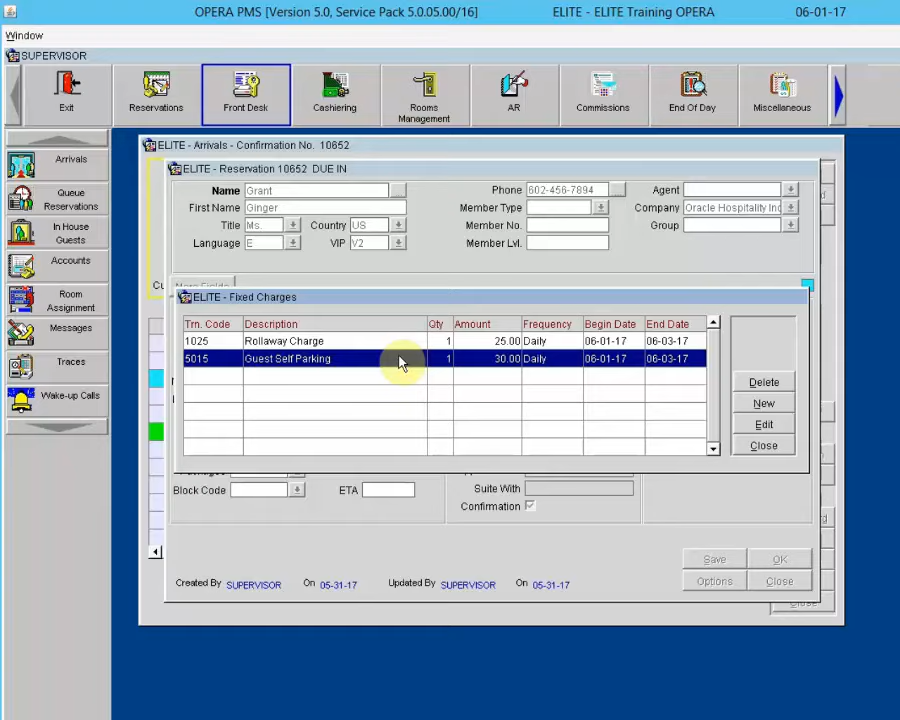 OPERA PMS [Version 5.0, Service Pack 5.0.05.00/16] ELITE - ELITE Training OPERA 06-01-17
Window
SUPERVISOR
Exit Reservations Front Desk Cashiering Rooms Management AR Commissions End Of Day Miscellaneous
Arrivals
Queue
Reservations
In House
Guests
Accounts
Room
Assignment
Messages
Traces
Wake-up Calls
ELITE - Arrivals - Confirmation No. 10652
ELITE - Reservation 10652 DUE IN
Name Grant Phone 602-456-7894 Agent
First Name Ginger Member Type Company Oracle Hospitality Inc
Title Ms. Country US Member No. Group
Language E VIP V2 Member Lvl.
More Fields
ELITE - Fixed Charges
Trn. Code Description Qty Amount Frequency Begin Date End Date
1025 Rollaway Charge 1 25.00 Daily 06-01-17 06-03-17
5015 Guest Self Parking 1 30.00 Daily 06-01-17 06-03-17
Delete
New
Edit
Close
Block Code ETA Suite With
Confirmation
Save OK
Options Close
Created By SUPERVISOR On 05-31-17 Updated By SUPERVISOR On 05-31-17
Close